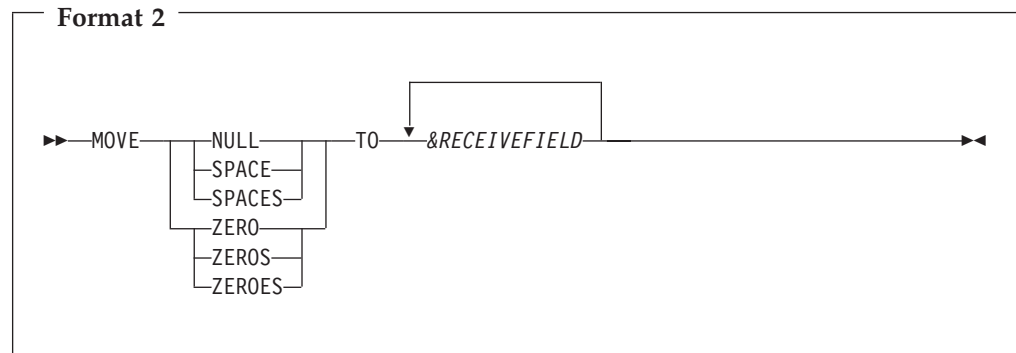 Format 2
MOVE NULL TO &RECEIVEFIELD
SPACE
SPACES
ZERO
ZEROS
ZEROES